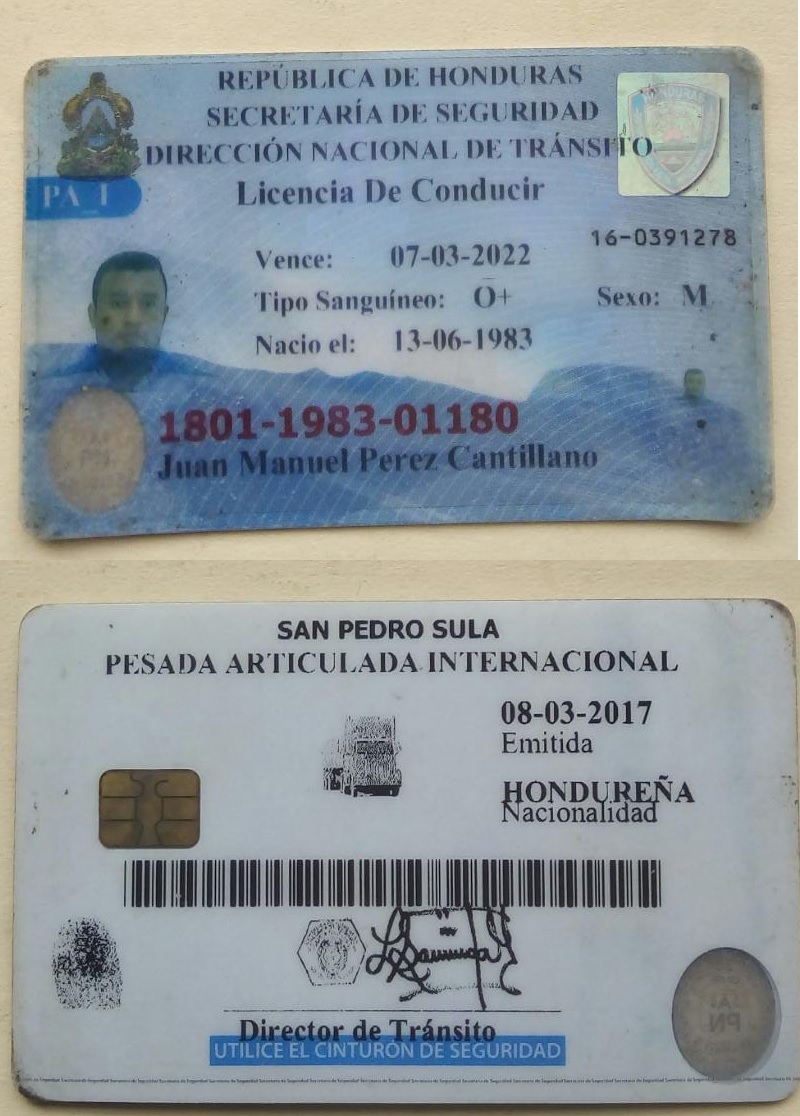 REPÚBLICA DE HONDURAS
SECRETARÍA DE SEGURIDAD
DIRECCIÓN NACIONAL DE TRÁNSITO
HONDURAS
PA_I
Licencia De Conducir
16-0391278
Vence: 07-03-2022
Tipo Sanguíneo: O+ Sexo: M
Nacio el: 13-06-1983
1801-1983-01180
Juan Manuel Perez Cantillano
SAN PEDRO SULA
PESADA ARTICULADA INTERNACIONAL
08-03-2017
Emitida
HONDUREÑA
Nacionalidad
Director de Tránsito
UTILICE EL CINTURÓN DE SEGURIDAD